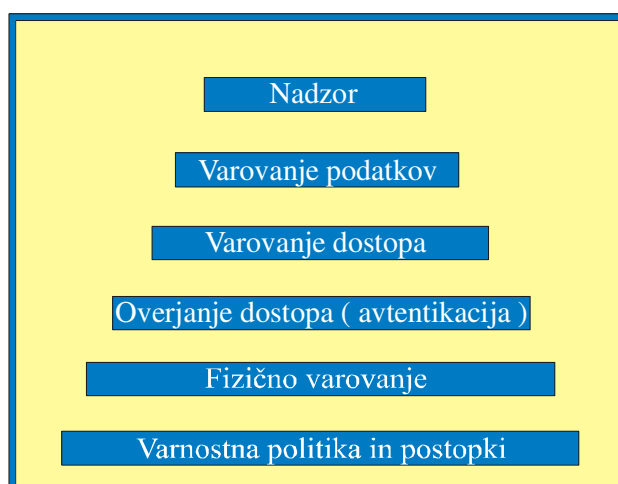 Nadzor
Varovanje podatkov
Varovanje dostopa
Overjanje dostopa ( avtentikacija )
Fizično varovanje
Varnostna politika in postopki